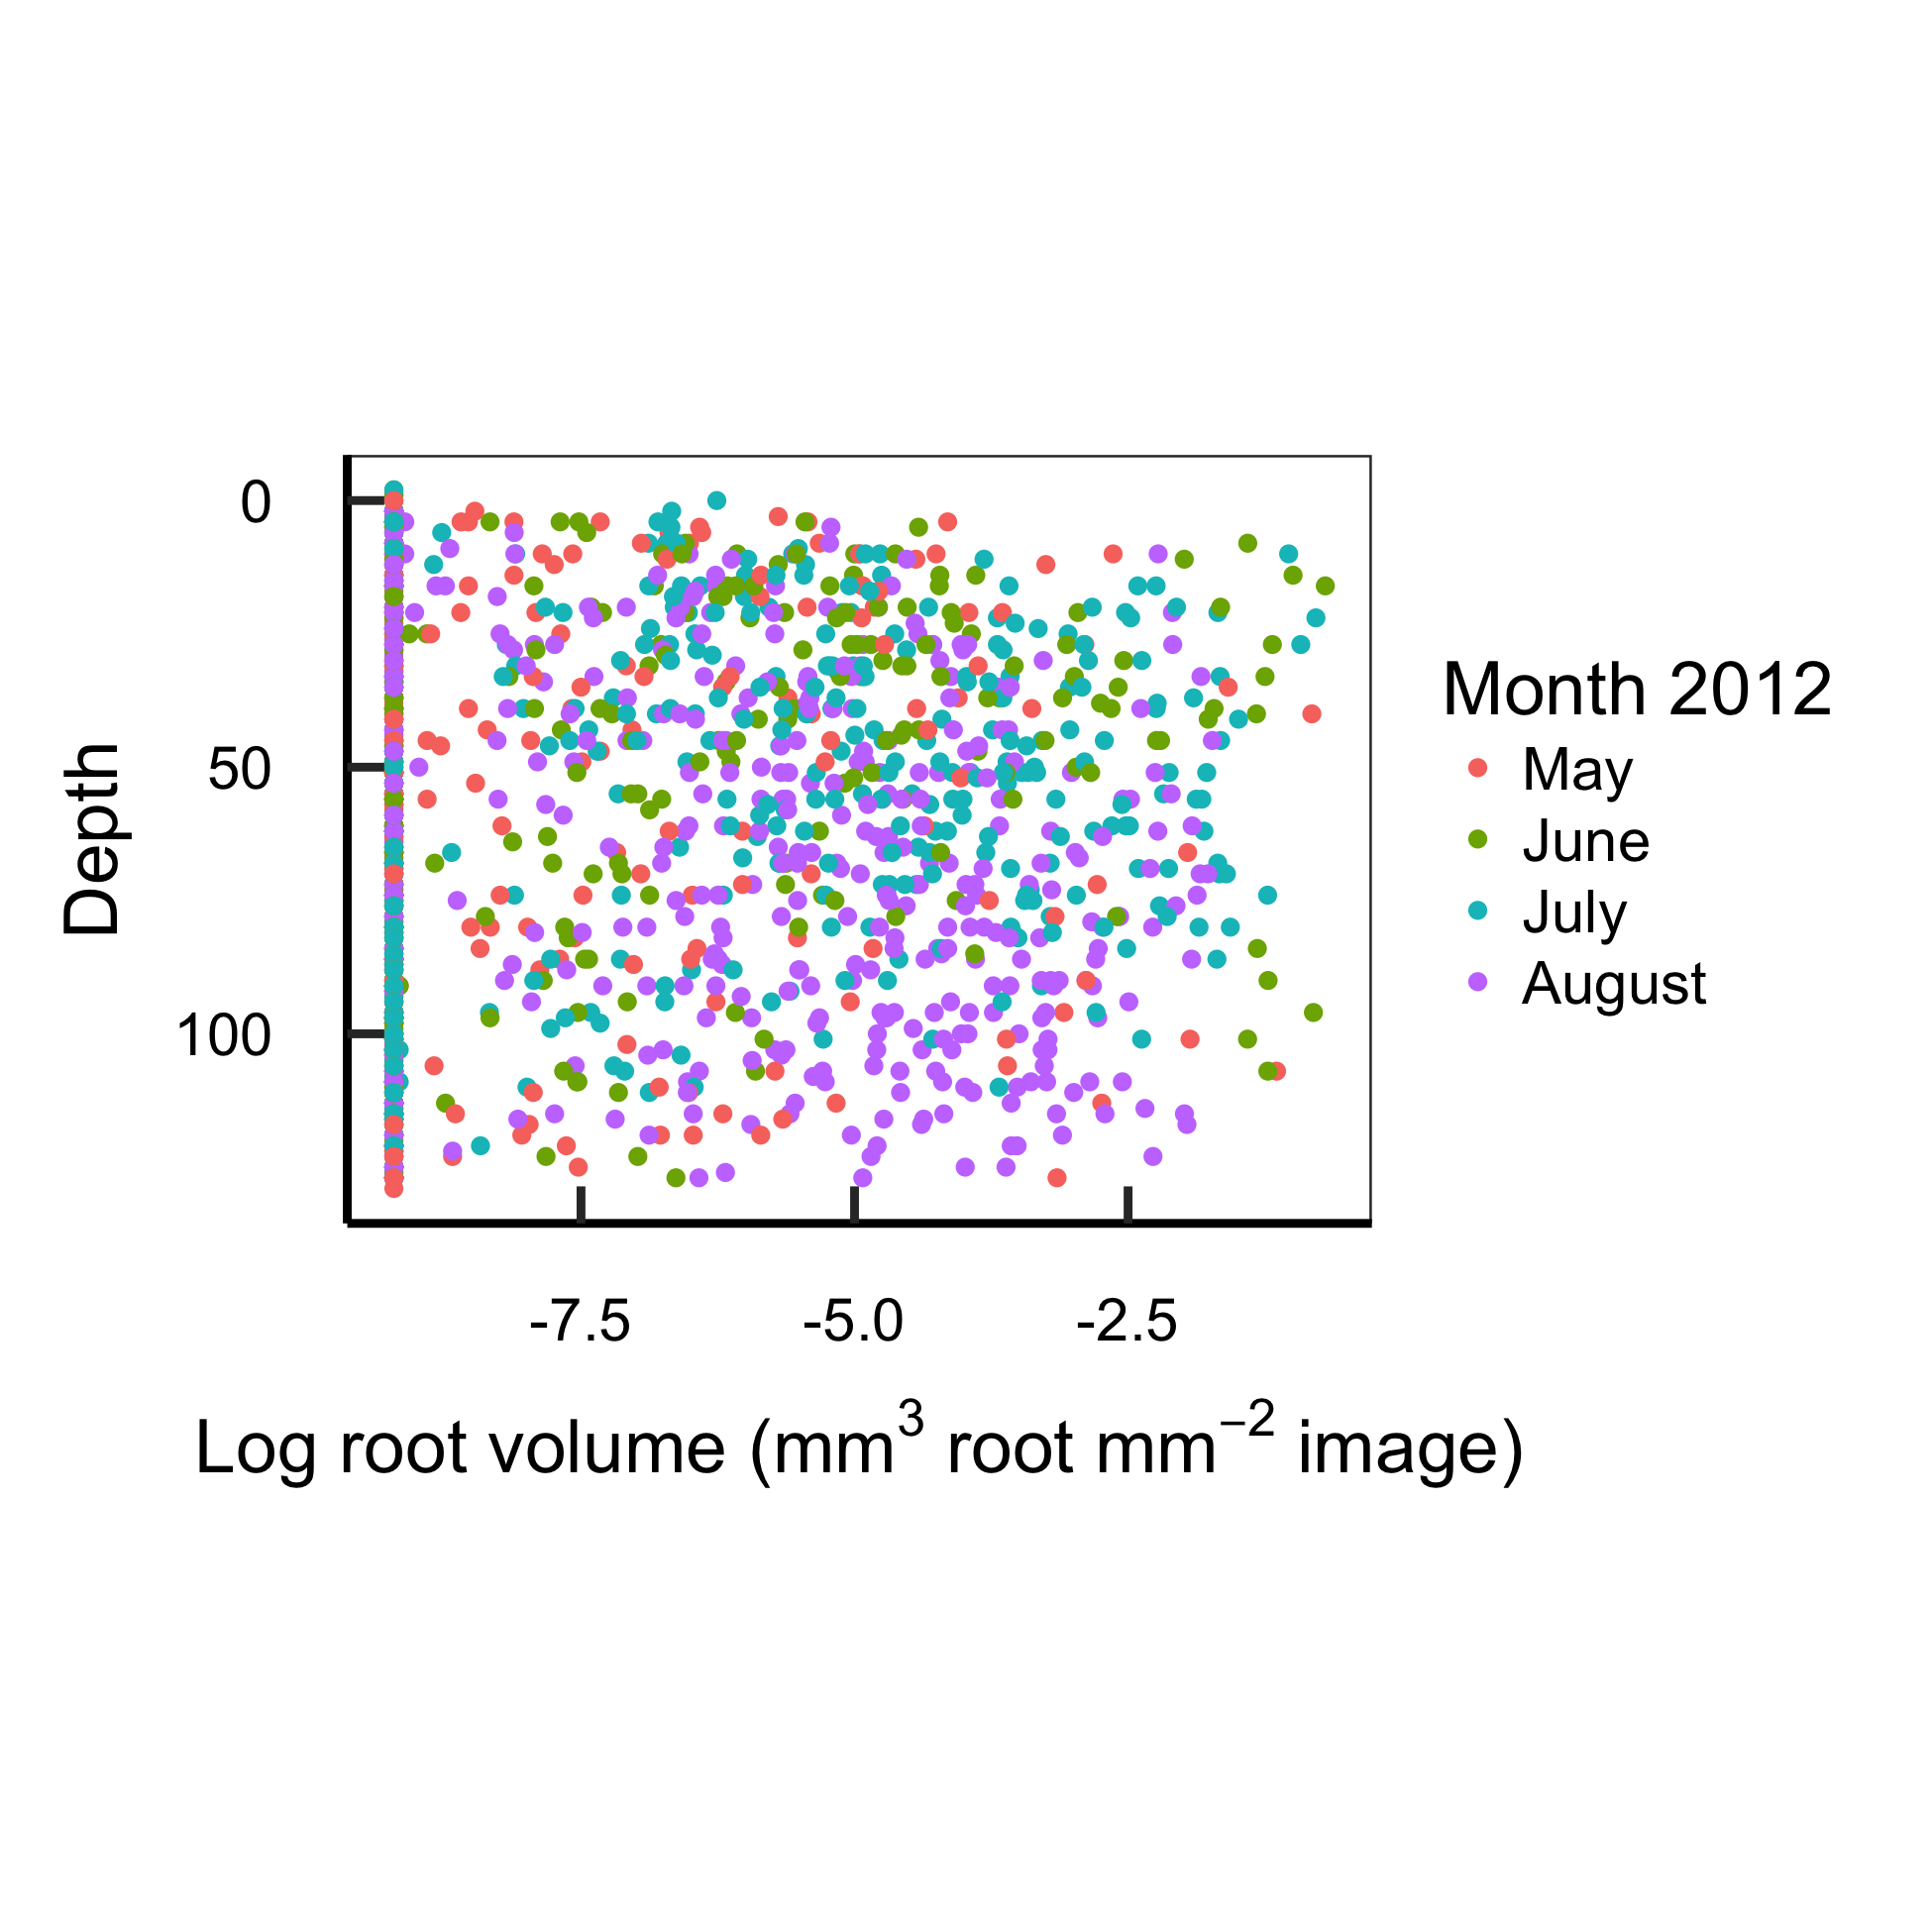 0
50
100
Depth
-7.5 -5.0 -2.5
Log root volume (mm³ root mm⁻² image)
Month 2012
May
June
July
August